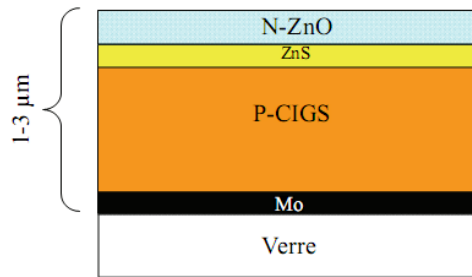 N-ZnO
ZnS
1-3 µm
P-CIGS
Mo
Verre